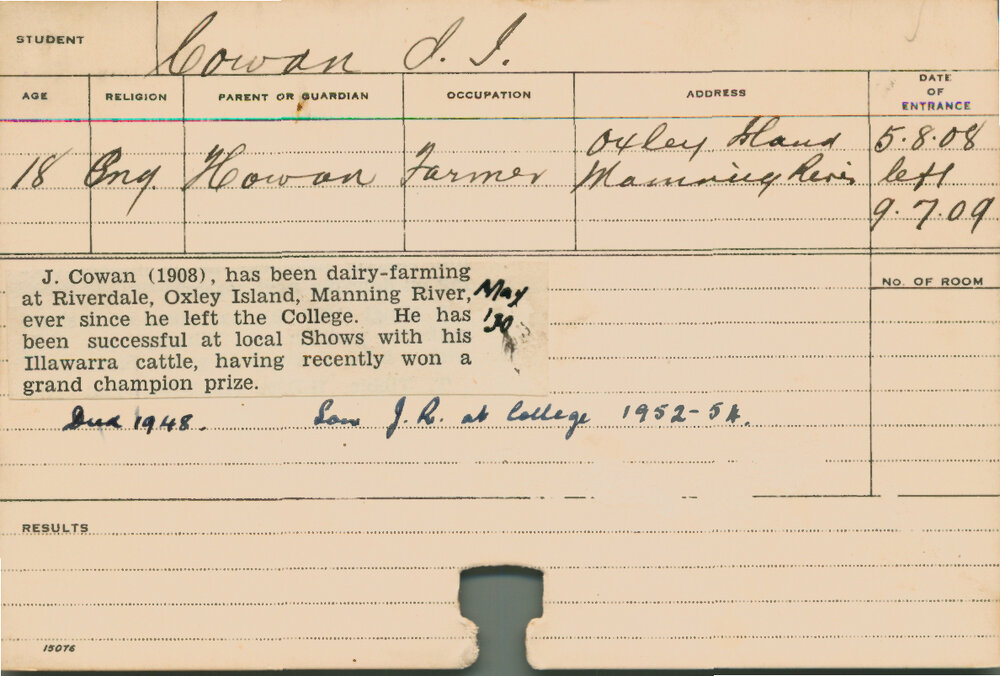 STUDENT Cowan J. J.
AGE RELIGION PARENT OR GUARDIAN OCCUPATION ADDRESS DATE OF ENTRANCE
Oxley Island 5.8.08
18 Eng. Farmer Manning River left
9.7.09
NO. OF ROOM
J. Cowan (1908), has been dairy-farming
at Riverdale, Oxley Island, Manning River, May
ever since he left the College. He has '30
been successful at local Shows with his
Illawarra cattle, having recently won a
grand champion prize.
Died 1948. Son J. R. at College 1952-54.
RESULTS
15076